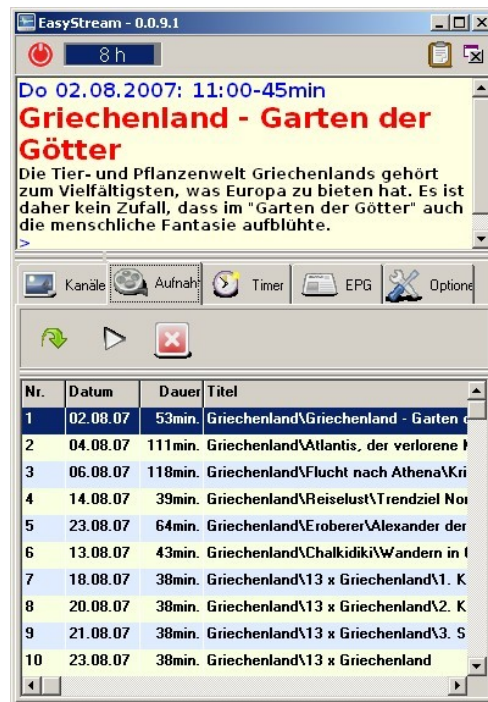 EasyStream - 0.0.9.1
8 h
Do 02.08.2007: 11:00-45min
Griechenland - Garten der
Götter
Die Tier- und Pflanzenwelt Griechenlands gehört
zum Vielfältigsten, was Europa zu bieten hat. Es ist
daher kein Zufall, dass im "Garten der Götter" auch
die menschliche Fantasie aufblühte.
>
Kanäle Aufnah Timer EPG Optione
Nr. Datum Dauer Titel
1 02.08.07 53min. Griechenland\Griechenland - Garten
2 04.08.07 111min. Griechenland\Atlantis, der verlorene
3 06.08.07 118min. Griechenland\Flucht nach Athena\Kri
4 14.08.07 39min. Griechenland\Reiselust\Trendziel Nor
5 23.08.07 64min. Griechenland\Eroberer\Alexander der
6 13.08.07 43min. Griechenland\Chalkidiki\Wandern in
7 18.08.07 38min. Griechenland\13 x Griechenland\1. K
8 20.08.07 38min. Griechenland\13 x Griechenland\2. K
9 21.08.07 38min. Griechenland\13 x Griechenland\3. S
10 23.08.07 38min. Griechenland\13 x Griechenland